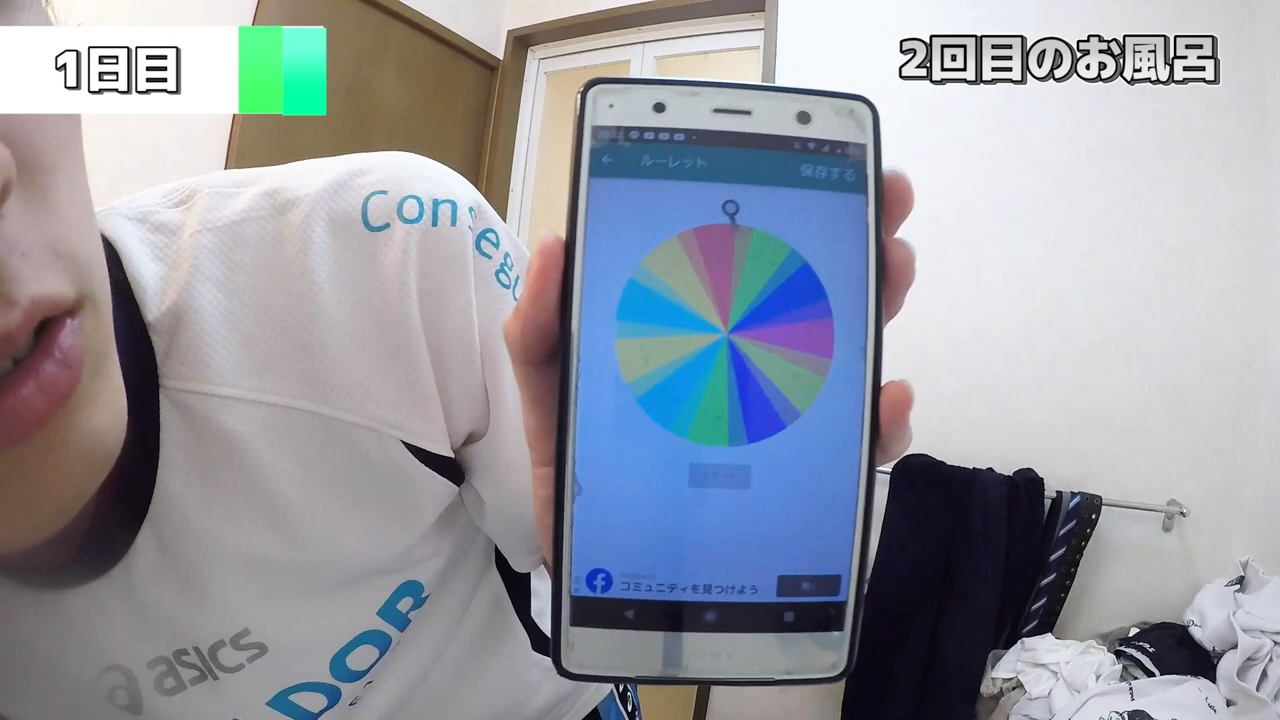 1日目
2回目のお風呂
ルーレット
保存する
コミュニティを見つけよう
Consegu
asics
DOR